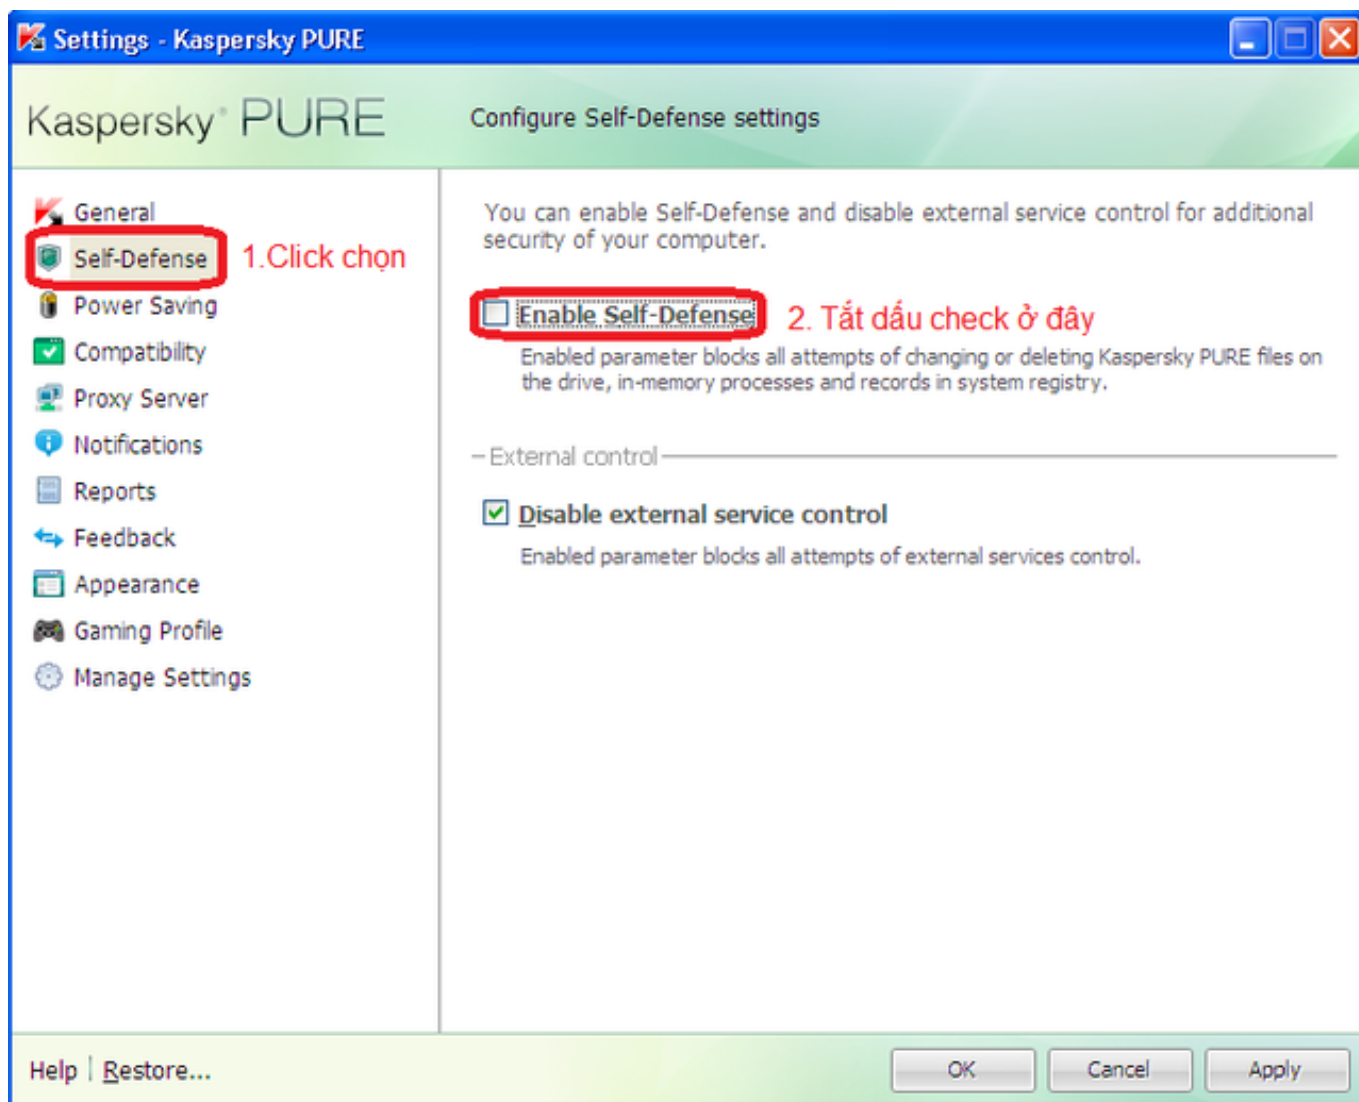 Settings - Kaspersky PURE
Kaspersky PURE
Configure Self-Defense settings
General
Self-Defense
1.Click chọn
Power Saving
Compatibility
Proxy Server
Notifications
Reports
Feedback
Appearance
Gaming Profile
Manage Settings
You can enable Self-Defense and disable external service control for additional
security of your computer.
Enable Self-Defense
2. Tắt dấu check ở đây
Enabled parameter blocks all attempts of changing or deleting Kaspersky PURE files on
the drive, in-memory processes and records in system registry.
External control
Disable external service control
Enabled parameter blocks all attempts of external services control.
Help | Restore...
OK
Cancel
Apply